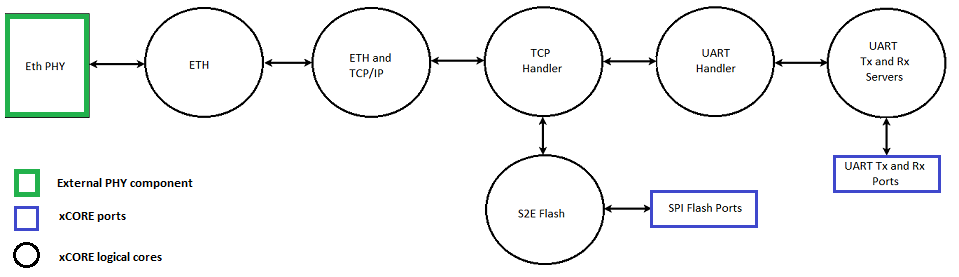 Eth PHY
ETH
ETH and
TCP/IP
TCP
Handler
UART
Handler
UART
Tx and Rx
Servers
UART Tx and Rx
Ports
S2E Flash
SPI Flash Ports
External PHY component
xCORE ports
xCORE logical cores